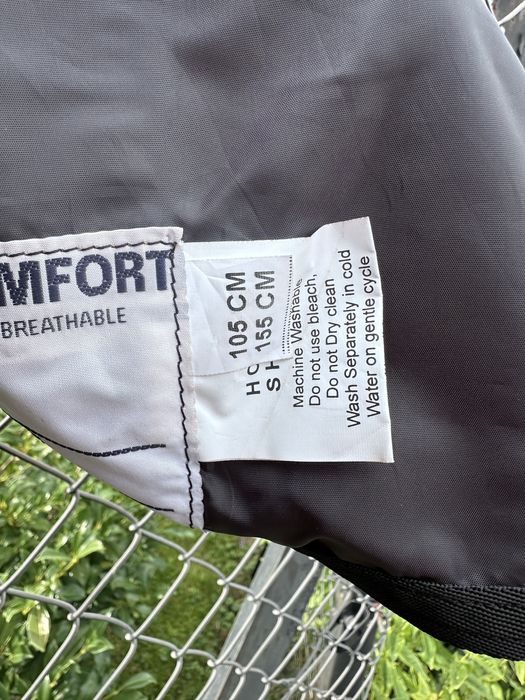 MFORT
BREATHABLE
105 CM
155 CM
H C
S H
Machine Washable
Do not use bleach,
Do not Dry clean
Wash Separately in cold
Water on gentle cycle